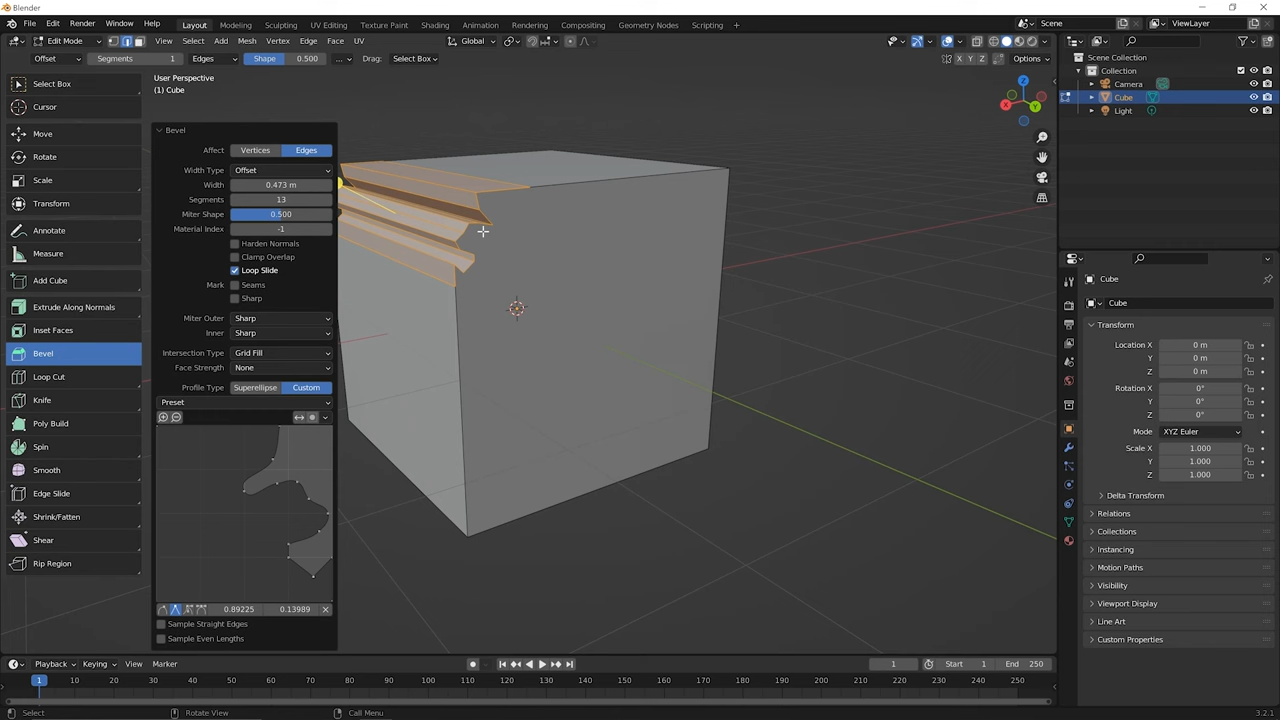 Blender
File Edit Render Window Help Layout Modeling Sculpting UV Editing Texture Paint Shading Animation Rendering Compositing Geometry Nodes Scripting + Scene ViewLayer
Edit Mode View Select Add Mesh Vertex Edge Face UV Global
Offset Segments 1 Edges Shape 0.500 ... Drag: Select Box X Y Z Options
Select Box
Cursor
Move
Rotate
Scale
Transform
Annotate
Measure
Add Cube
Extrude Along Normals
Inset Faces
Bevel
Loop Cut
Knife
Poly Build
Spin
Smooth
Edge Slide
Shrink/Fatten
Shear
Rip Region
User Perspective
(1) Cube
Bevel
Affect Vertices Edges
Width Type Offset
Width 0.473 m
Segments 13
Miter Shape 0.500
Material Index -1
Harden Normals
Clamp Overlap
Loop Slide
Mark Seams
Sharp
Miter Outer Sharp
Inner Sharp
Intersection Type Grid Fill
Face Strength None
Profile Type Superellipse Custom
Preset
0.89225 0.13989
Sample Straight Edges
Sample Even Lengths
Z
X
Y
Scene Collection
Collection
Camera
Cube
Light
Cube
Cube
Transform
Location X 0 m
Y 0 m
Z 0 m
Rotation X 0°
Y 0°
Z 0°
Mode XYZ Euler
Scale X 1.000
Y 1.000
Z 1.000
Delta Transform
Relations
Collections
Instancing
Motion Paths
Visibility
Viewport Display
Line Art
Custom Properties
Playback Keying View Marker 1 Start 1 End 250
1 10 20 30 40 50 60 70 80 90 100 110 120 130 140 150 160 170 180 190 200 210 220 230 240 250
Select Rotate View Call Menu 3.2.1